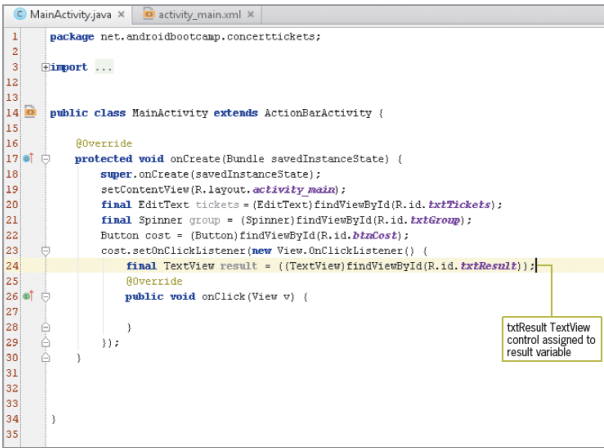 MainActivity.java × activity_main.xml ×
1 package net.androidbootcamp.concerttickets;
2
3 import ...
12
13
14 public class MainActivity extends ActionBarActivity {
15
16 @Override
17 protected void onCreate(Bundle savedInstanceState) {
18 super.onCreate(savedInstanceState);
19 setContentView(R.layout.activity_main);
20 final EditText tickets = (EditText)findViewById(R.id.txtTickets);
21 final Spinner group = (Spinner)findViewById(R.id.txtGroup);
22 Button cost = (Button)findViewById(R.id.btnCost);
23 cost.setOnClickListener(new View.OnClickListener() {
24 final TextView result = ((TextView)findViewById(R.id.txtResult));
25 @Override
26 public void onClick(View v) {
27
28 }
29 });
30 }
31
32
33
34 }
35
txtResult TextView
control assigned to
result variable